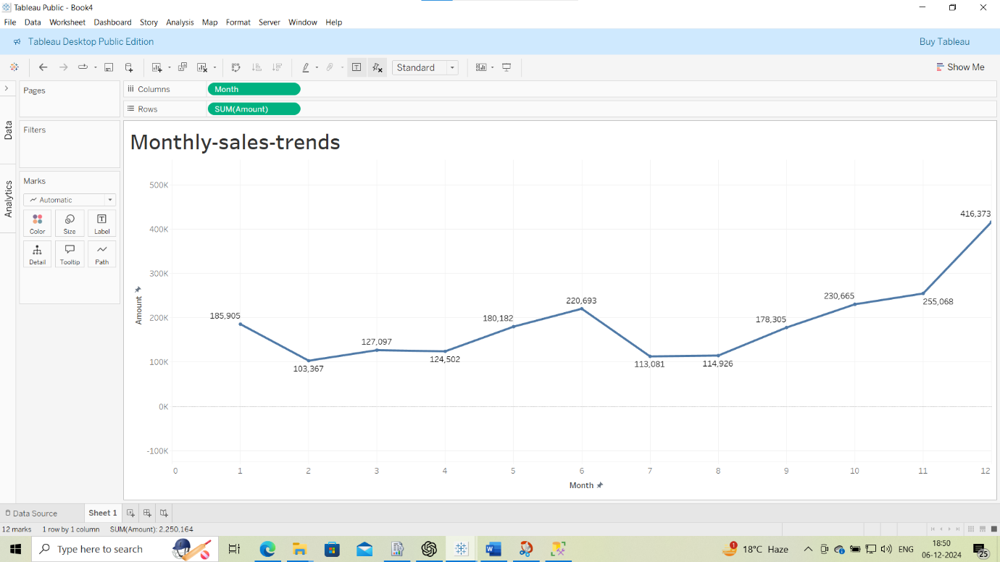 Tableau Public - Book4
File Data Worksheet Dashboard Story Analysis Map Format Server Window Help
Tableau Desktop Public Edition Buy Tableau
Standard Show Me
Pages
iii Columns Month
Rows SUM(Amount)
Filters
Data
Analytics
Marks
Automatic
Color Size Label
Detail Tooltip Path
Monthly-sales-trends
500K
400K
300K
200K
100K
0K
-100K
Amount
185,905
103,367
127,097
124,502
180,182
220,693
113,081
114,926
178,305
230,665
255,068
416,373
0 1 2 3 4 5 6 7 8 9 10 11 12
Month
Data Source Sheet 1
12 marks 1 row by 1 column SUM(Amount): 2,250,164
Type here to search 1 18°C Haze ENG 18:50
06-12-2024 25